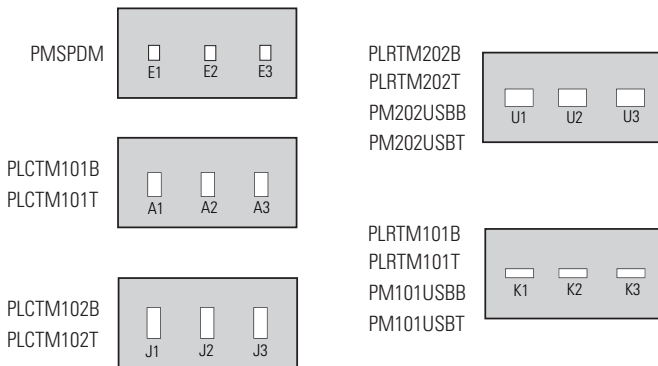 PMSPDM
E1 E2 E3
PLCTM101B
PLCTM101T
A1 A2 A3
PLCTM102B
PLCTM102T
J1 J2 J3
PLRTM202B
PLRTM202T
PM202USBB
PM202USBT
U1 U2 U3
PLRTM101B
PLRTM101T
PM101USBB
PM101USBT
K1 K2 K3